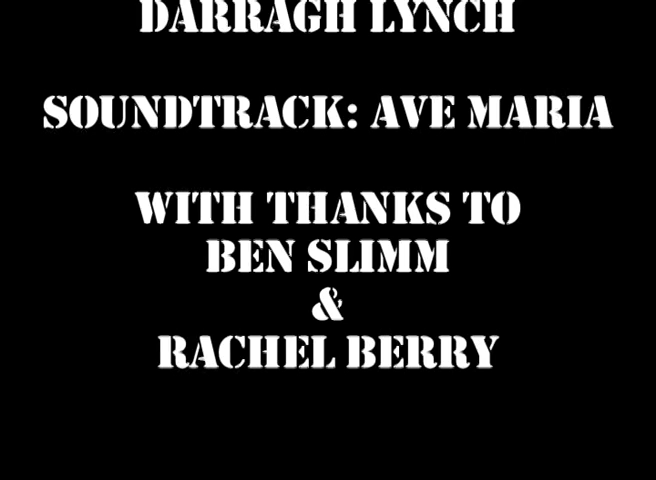 DARRAGH LYNCH
SOUNDTRACK: AVE MARIA
WITH THANKS TO
BEN SLIMM
&
RACHEL BERRY